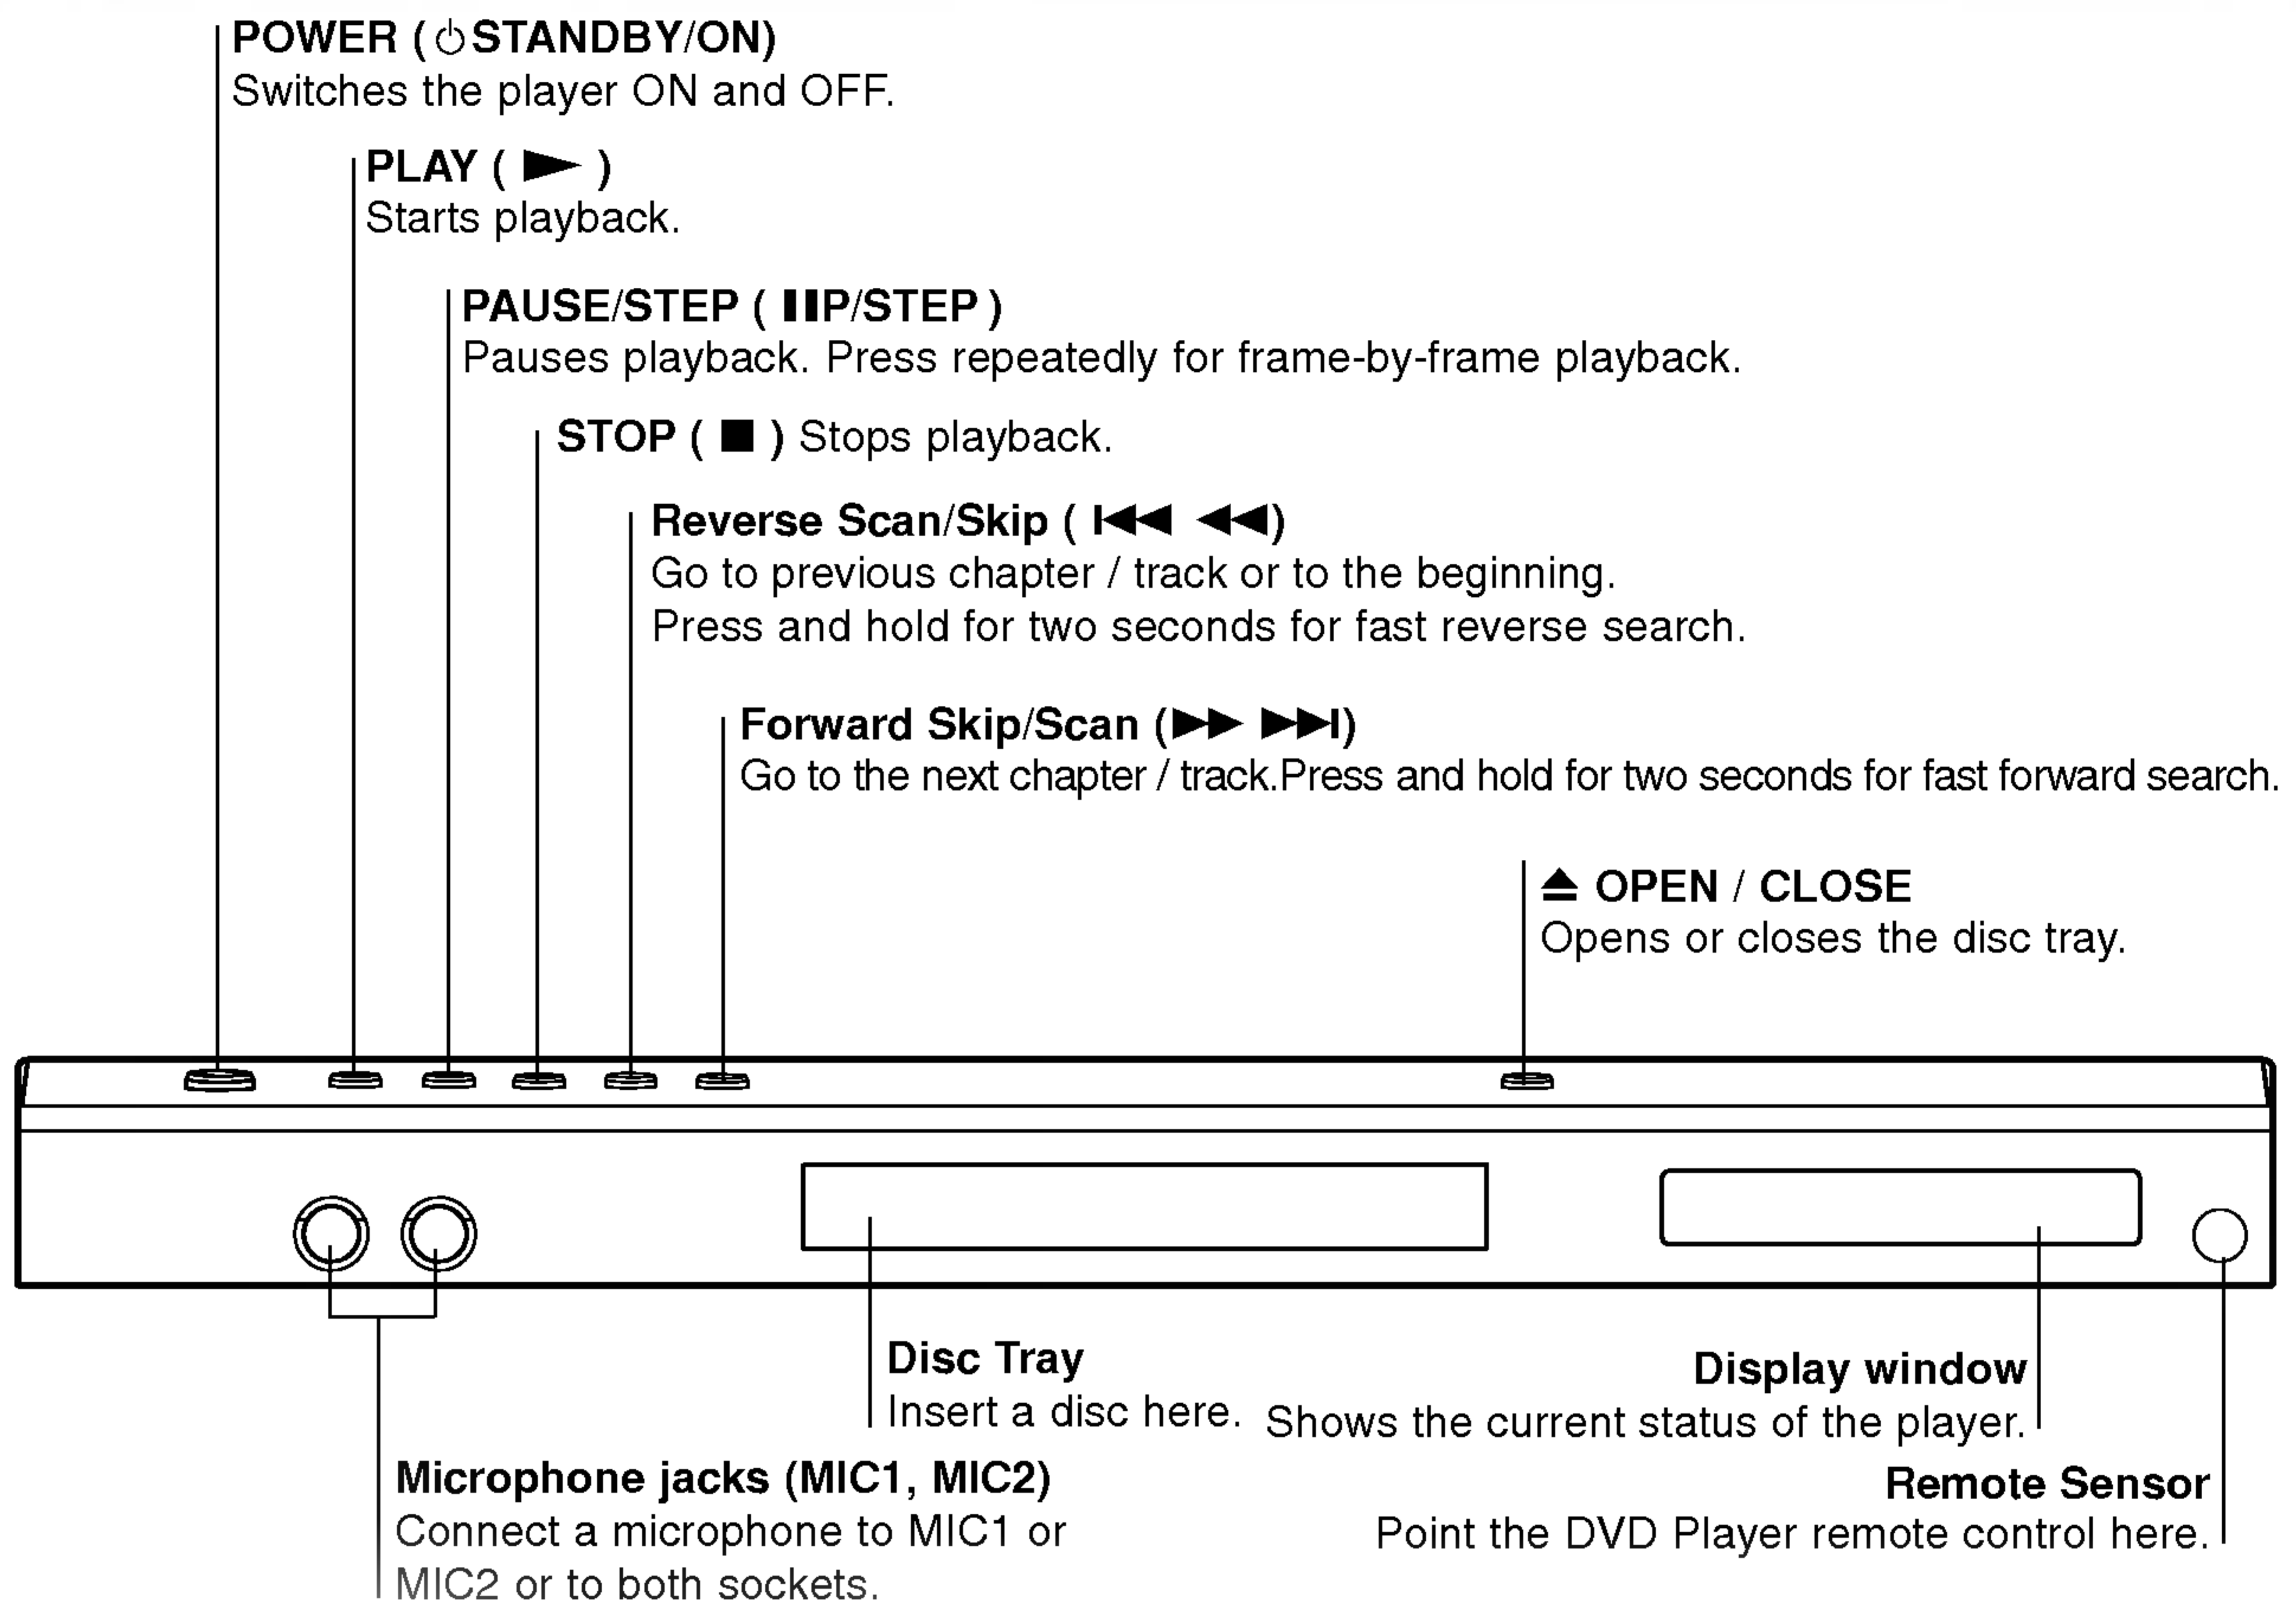 POWER ( ⏻ STANDBY/ON)
Switches the player ON and OFF.
PLAY ( ► )
Starts playback.
PAUSE/STEP ( ❚❚P/STEP )
Pauses playback. Press repeatedly for frame-by-frame playback.
STOP ( ■ ) Stops playback.
Reverse Scan/Skip ( I◄◄ ◄◄)
Go to previous chapter / track or to the beginning.
Press and hold for two seconds for fast reverse search.
Forward Skip/Scan (►► ►►I)
Go to the next chapter / track.Press and hold for two seconds for fast forward search.
⏏ OPEN / CLOSE
Opens or closes the disc tray.
Disc Tray
Insert a disc here.
Display window
Shows the current status of the player.
Microphone jacks (MIC1, MIC2)
Connect a microphone to MIC1 or
MIC2 or to both sockets.
Remote Sensor
Point the DVD Player remote control here.